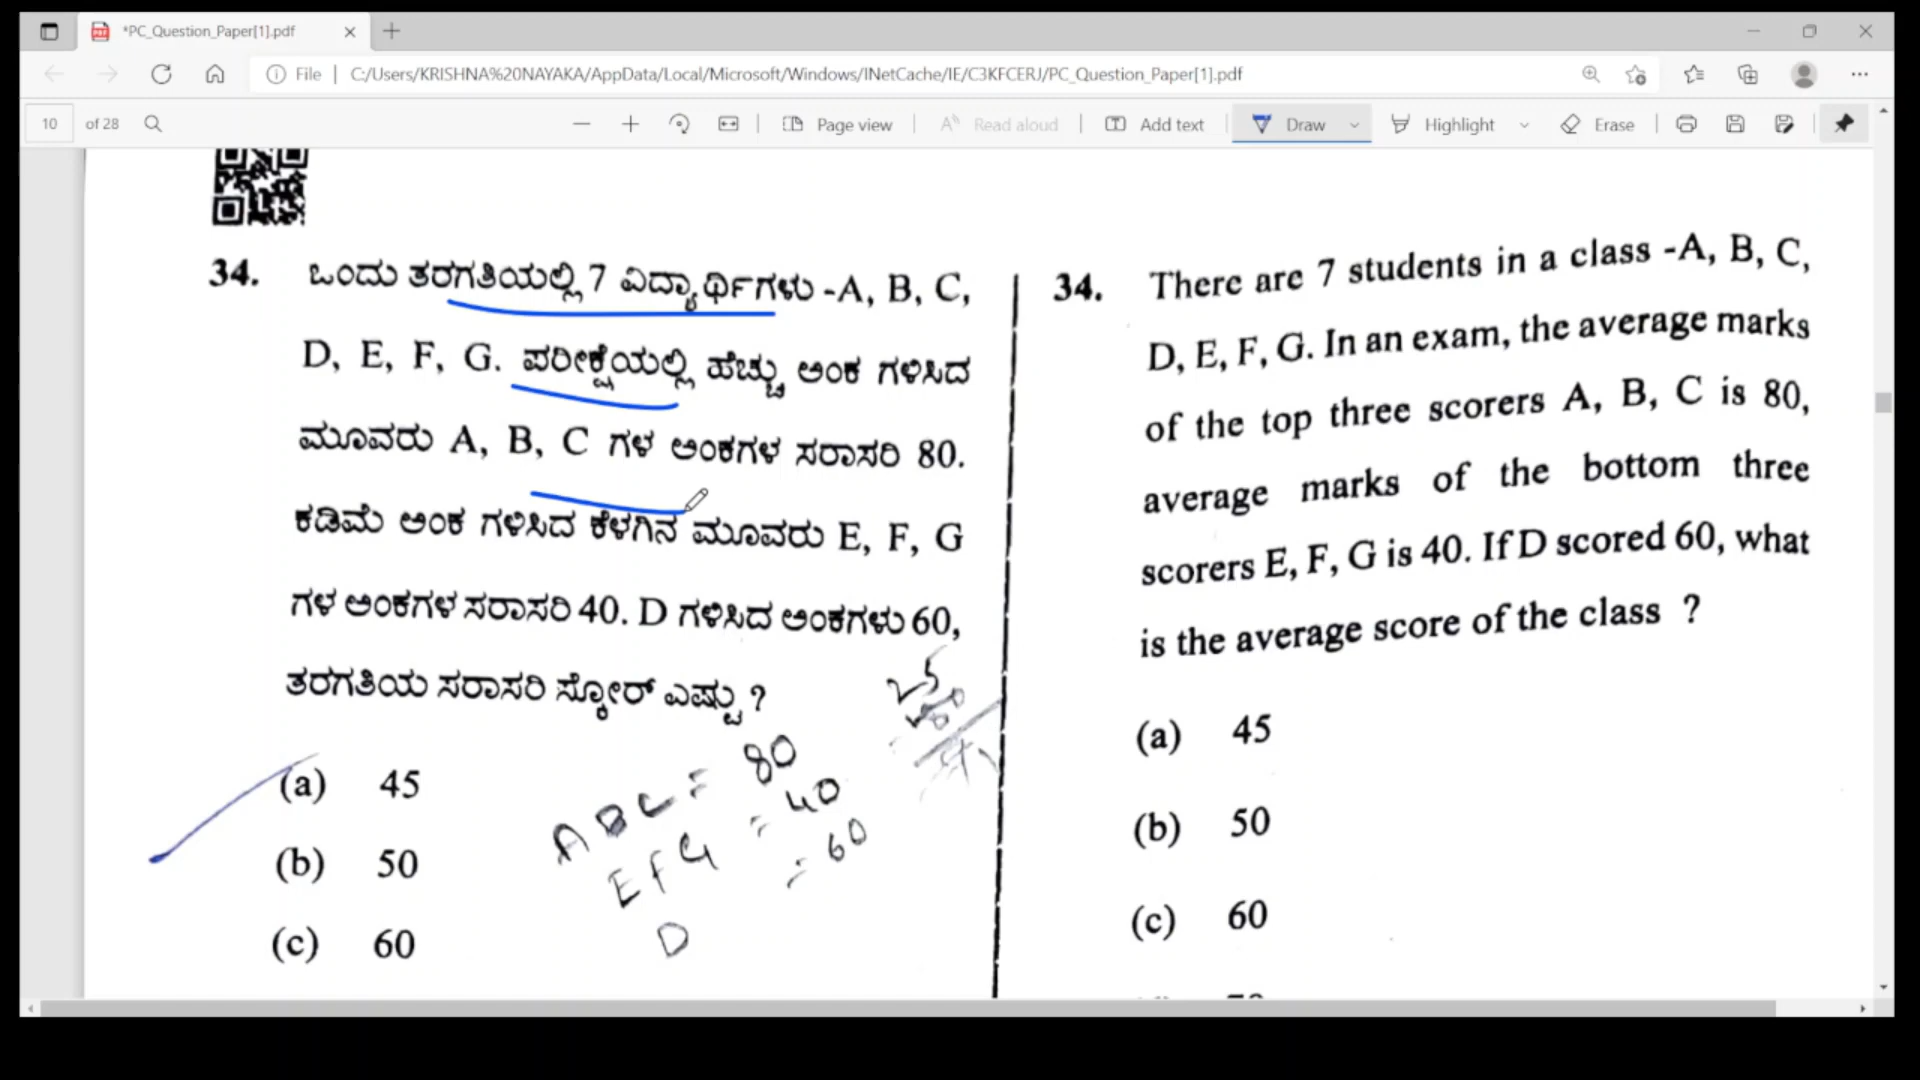 *PC_Question_Paper[1].pdf
File C:/Users/KRISHNA%20NAYAKA/AppData/Local/Microsoft/Windows/INetCache/IE/C3KFCERJ/PC_Question_Paper[1].pdf
10 of 28 Page view Read aloud Add text Draw Highlight Erase
34. ಒಂದು ತರಗತಿಯಲ್ಲಿ 7 ವಿದ್ಯಾರ್ಥಿಗಳು -A, B, C,
D, E, F, G. ಪರೀಕ್ಷೆಯಲ್ಲಿ ಹೆಚ್ಚು ಅಂಕ ಗಳಿಸಿದ
ಮೂವರು A, B, C ಗಳ ಅಂಕಗಳ ಸರಾಸರಿ 80.
ಕಡಿಮೆ ಅಂಕ ಗಳಿಸಿದ ಕೆಳಗಿನ ಮೂವರು E, F, G
ಗಳ ಅಂಕಗಳ ಸರಾಸರಿ 40. D ಗಳಿಸಿದ ಅಂಕಗಳು 60,
ತರಗತಿಯ ಸರಾಸರಿ ಸ್ಕೋರ್ ಎಷ್ಟು ?
(a) 45
(b) 50
(c) 60
A B C = 80
E F G = 40
D = 60
34. There are 7 students in a class -A, B, C,
D, E, F, G. In an exam, the average marks
of the top three scorers A, B, C is 80,
average marks of the bottom three
scorers E, F, G is 40. If D scored 60, what
is the average score of the class ?
(a) 45
(b) 50
(c) 60